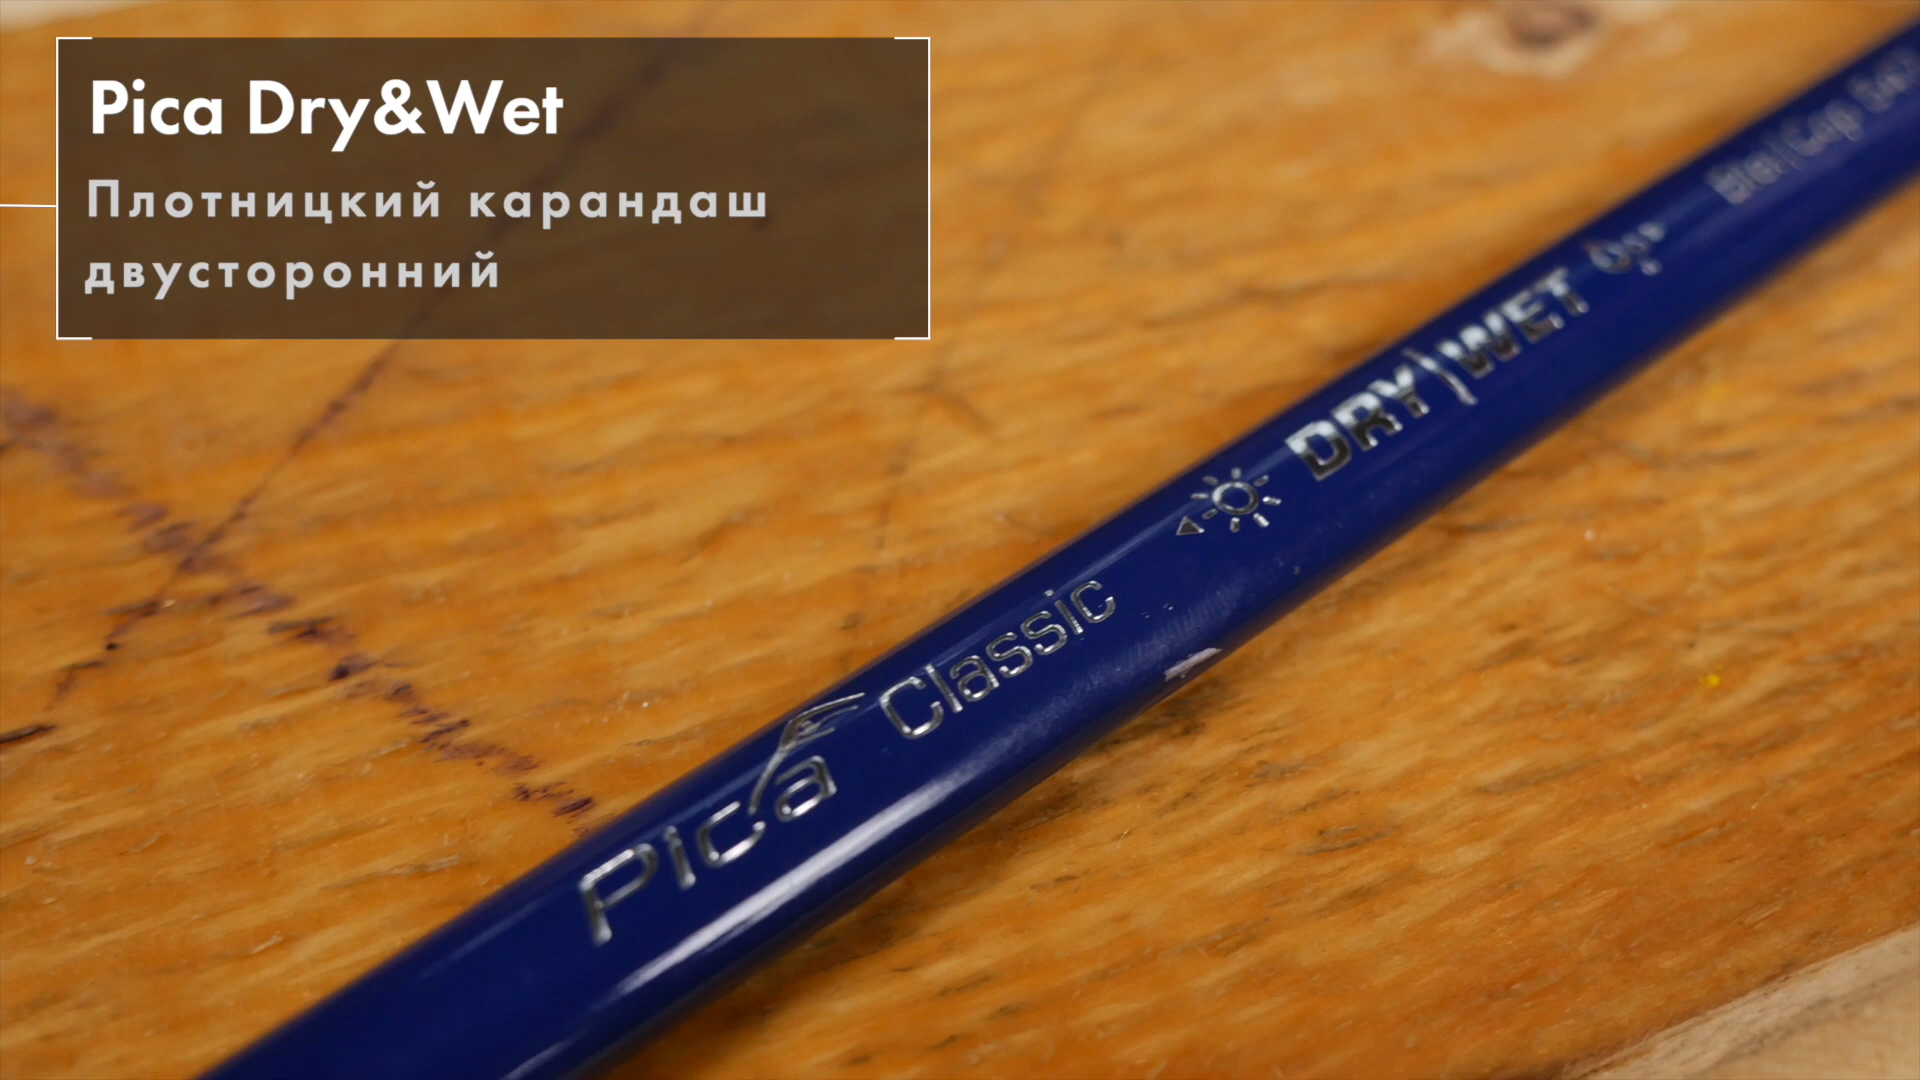 Pica Dry&Wet
Плотницкий карандаш
двусторонний
Pica Classic DRY|WET